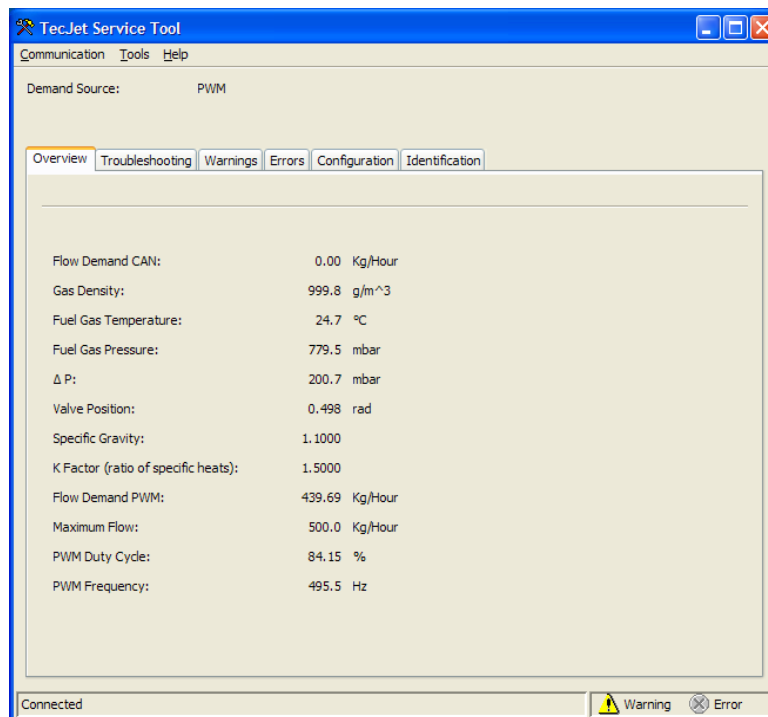 TecJet Service Tool
Communication Tools Help
Demand Source: PWM
Overview Troubleshooting Warnings Errors Configuration Identification
Flow Demand CAN: 0.00 Kg/Hour
Gas Density: 999.8 g/m^3
Fuel Gas Temperature: 24.7 °C
Fuel Gas Pressure: 779.5 mbar
Δ P: 200.7 mbar
Valve Position: 0.498 rad
Specific Gravity: 1.1000
K Factor (ratio of specific heats): 1.5000
Flow Demand PWM: 439.69 Kg/Hour
Maximum Flow: 500.0 Kg/Hour
PWM Duty Cycle: 84.15 %
PWM Frequency: 495.5 Hz
Connected Warning Error